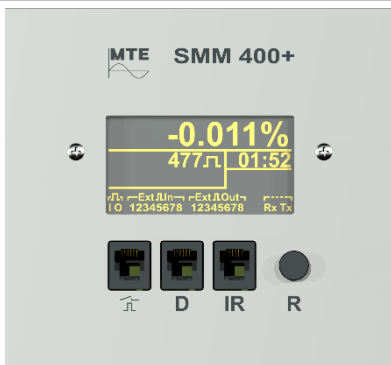 MTE SMM 400+
-0.011%
477 01:52
Ext In Ext Out
I O 12345678 12345678 Rx Tx
D IR R